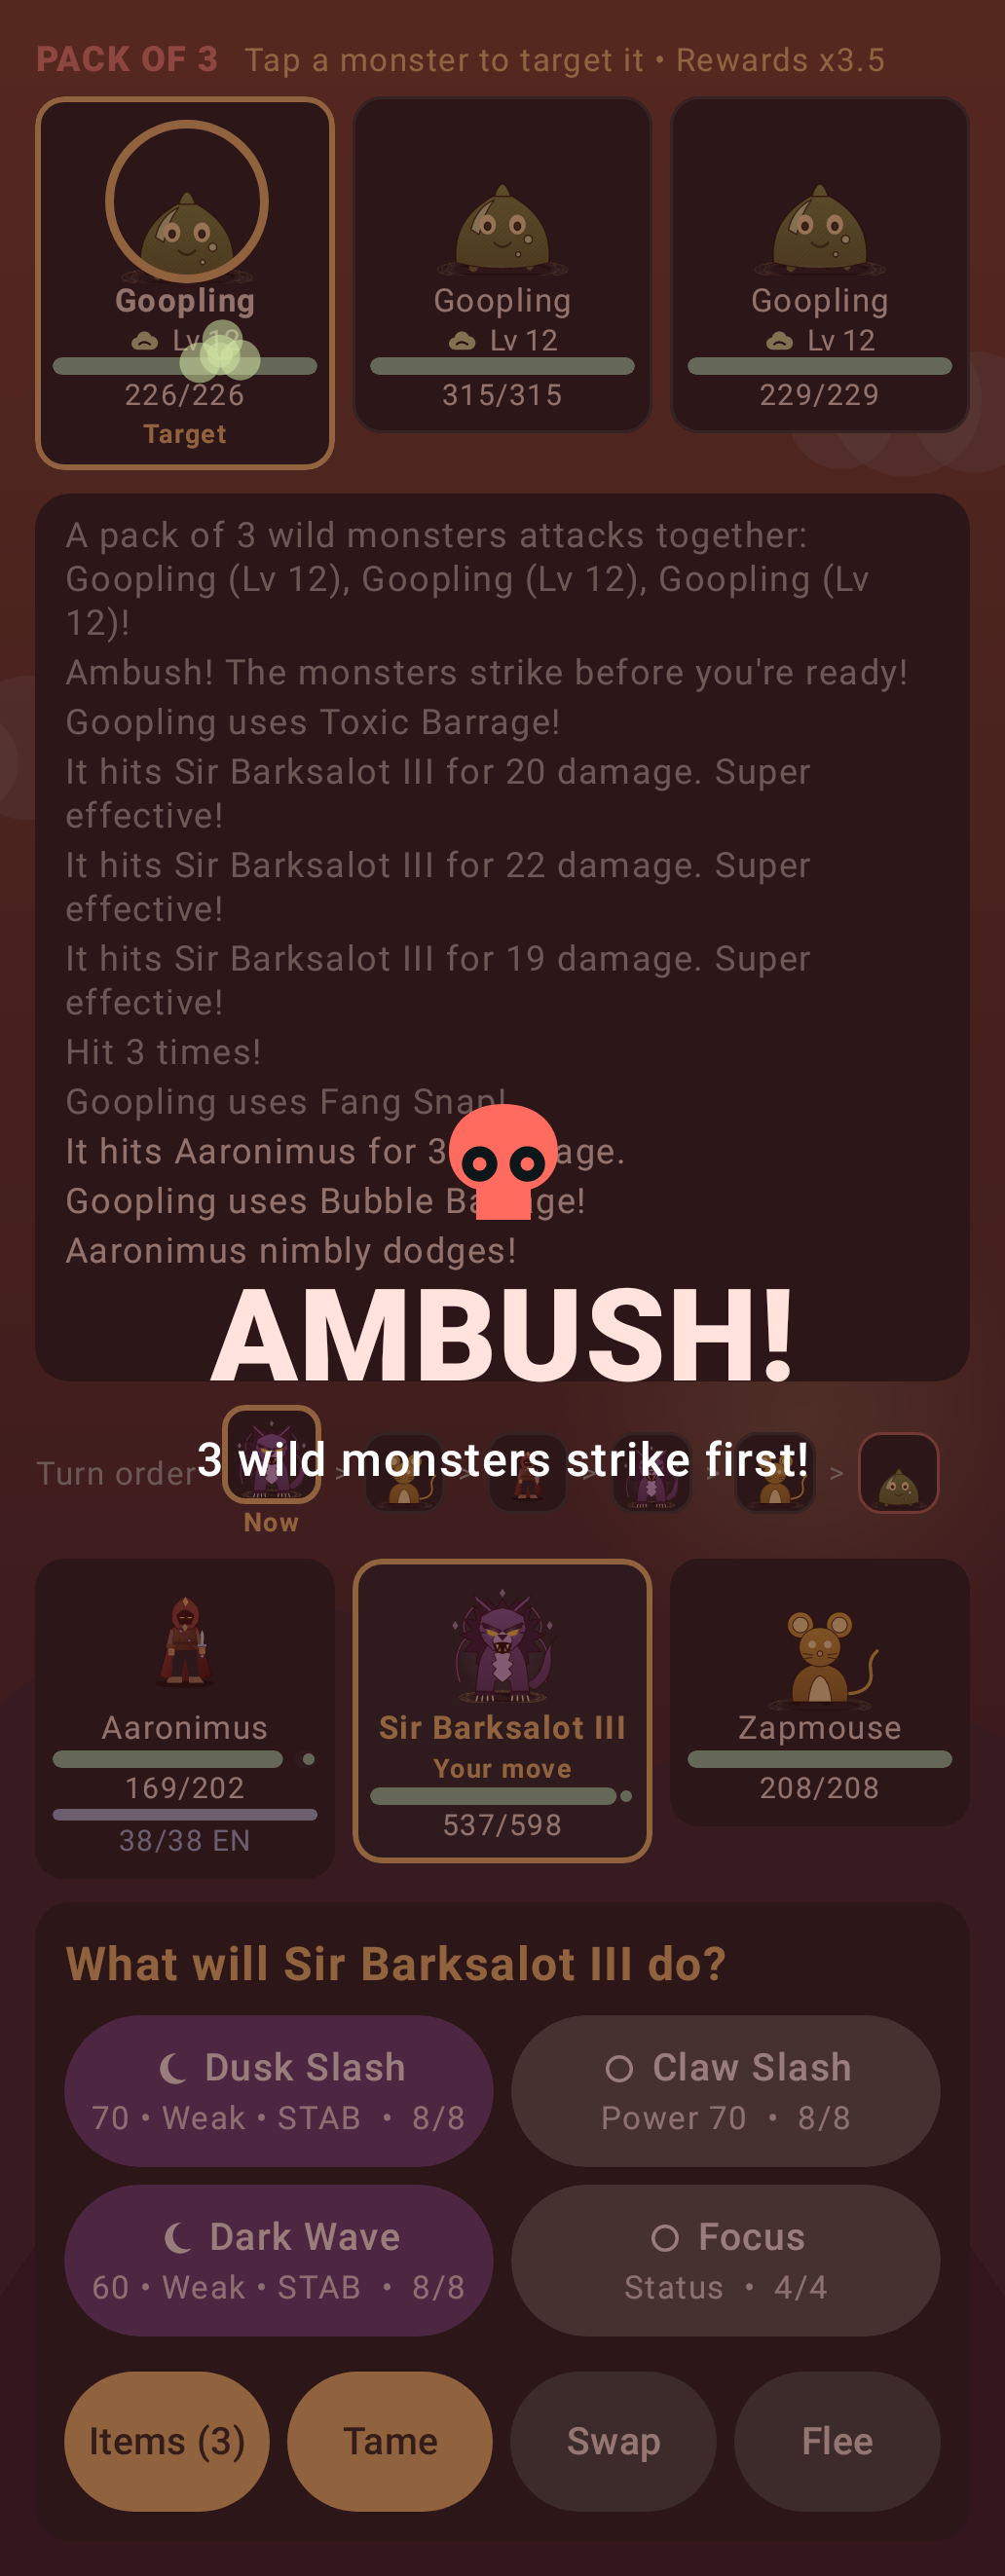 PACK OF 3 Tap a monster to target it • Rewards x3.5
Goopling
Lv 12
226/226
Target
Goopling
Lv 12
315/315
Goopling
Lv 12
229/229
A pack of 3 wild monsters attacks together:
Goopling (Lv 12), Goopling (Lv 12), Goopling (Lv
12)!
Ambush! The monsters strike before you're ready!
Goopling uses Toxic Barrage!
It hits Sir Barksalot III for 20 damage. Super
effective!
It hits Sir Barksalot III for 22 damage. Super
effective!
It hits Sir Barksalot III for 19 damage. Super
effective!
Hit 3 times!
Goopling uses Fang Snap!
It hits Aaronimus for
Goopling uses Bubble
Aaronimus nimbly dodges!
AMBUSH!
3 wild monsters strike first!
Turn order
>
Now
Aaronimus
169/202
38/38 EN
Sir Barksalot III
Your move
537/598
Zapmouse
208/208
What will Sir Barksalot III do?
Dusk Slash
70 • Weak • STAB • 8/8
Claw Slash
Power 70 • 8/8
Dark Wave
60 • Weak • STAB • 8/8
Focus
Status • 4/4
Items (3)
Tame
Swap
Flee